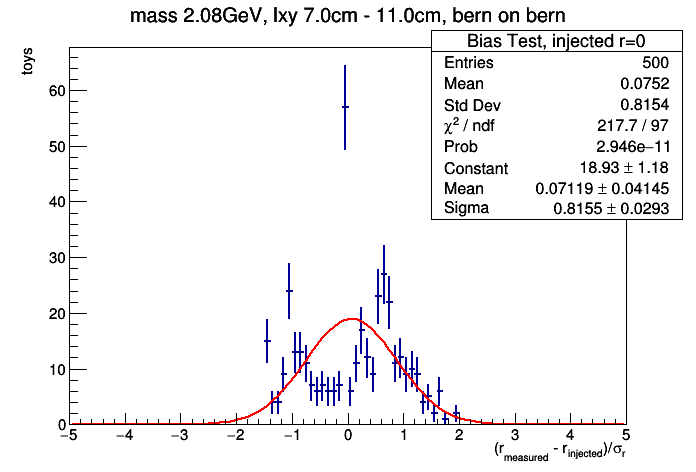 mass 2.08GeV, lxy 7.0cm - 11.0cm, bern on bern
Bias Test, injected r=0
Entries 500
Mean 0.0752
Std Dev 0.8154
χ² / ndf 217.7 / 97
Prob 2.946e−11
Constant 18.93 ± 1.18
Mean 0.07119 ± 0.04145
Sigma 0.8155 ± 0.0293
toys
60
50
40
30
20
10
0
−5 −4 −3 −2 −1 0 1 2 3 4 5
(r_measured - r_injected)/σ_r